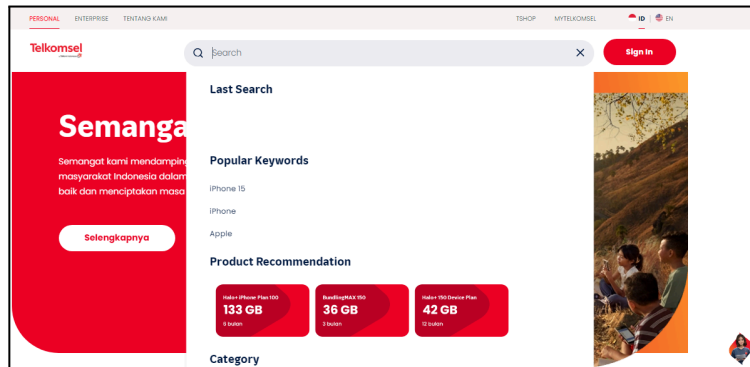 PERSONAL ENTERPRISE TENTANG KAMI TSHOP MYTELKOMSEL ID EN
Telkomsel
Search
Sign In
Last Search
Semanga
Semangat kami mendamping
masyarakat Indonesia dalam
baik dan menciptakan masa
Selengkapnya
Popular Keywords
iPhone 15
iPhone
Apple
Product Recommendation
Halo+ iPhone Plan 100
133 GB
6 bulan
BundlingMAX 150
36 GB
3 bulan
Halo+ 150 Device Plan
42 GB
12 bulan
Category